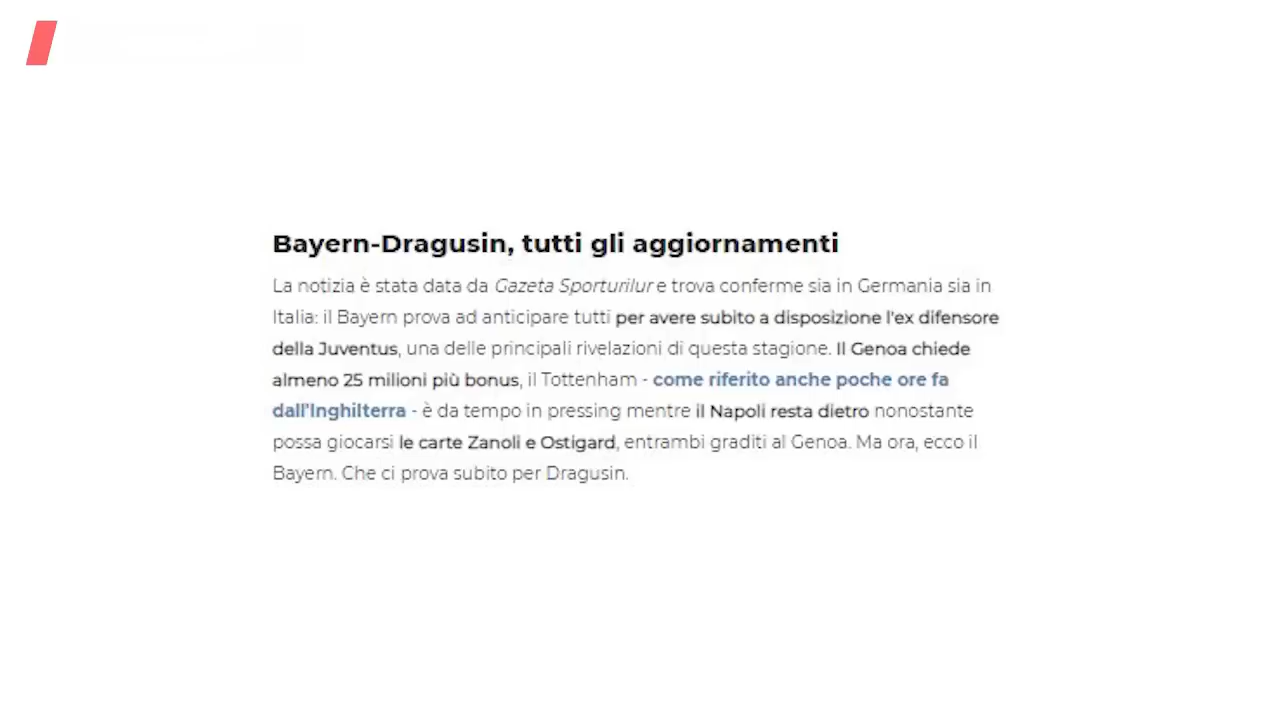 Bayern-Dragusin, tutti gli aggiornamenti
La notizia è stata data da Gazeta Sporturilur e trova conferme sia in Germania sia in
Italia: il Bayern prova ad anticipare tutti per avere subito a disposizione l'ex difensore
della Juventus, una delle principali rivelazioni di questa stagione. Il Genoa chiede
almeno 25 milioni più bonus, il Tottenham - come riferito anche poche ore fa
dall'Inghilterra - è da tempo in pressing mentre il Napoli resta dietro nonostante
possa giocarsi le carte Zanoli e Ostigard, entrambi graditi al Genoa. Ma ora, ecco il
Bayern. Che ci prova subito per Dragusin.